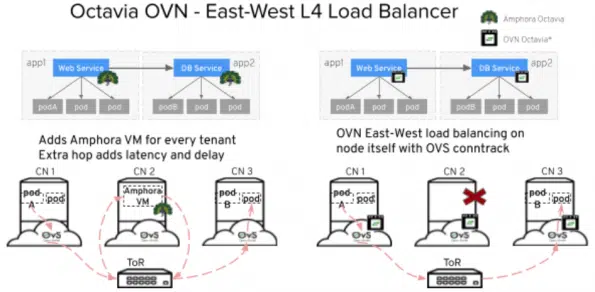 Octavia OVN - East-West L4 Load Balancer
Amphora Octavia
OVN Octavia*
app1
Web Service
DB Service
app2
podA
pod
pod
podB
pod
pod
app1
Web Service
DB Service
app2
podA
pod
pod
podB
pod
pod
Adds Amphora VM for every tenant
Extra hop adds latency and delay
OVN East-West load balancing on
node itself with OVS conntrack
CN 1
CN 2
CN 3
pod
A
pod
Amphora
VM
pod
B
pod
OvS
OvS
OvS
ToR
CN 1
CN 2
CN 3
pod
A
pod
pod
B
pod
OvS
OvS
OvS
ToR